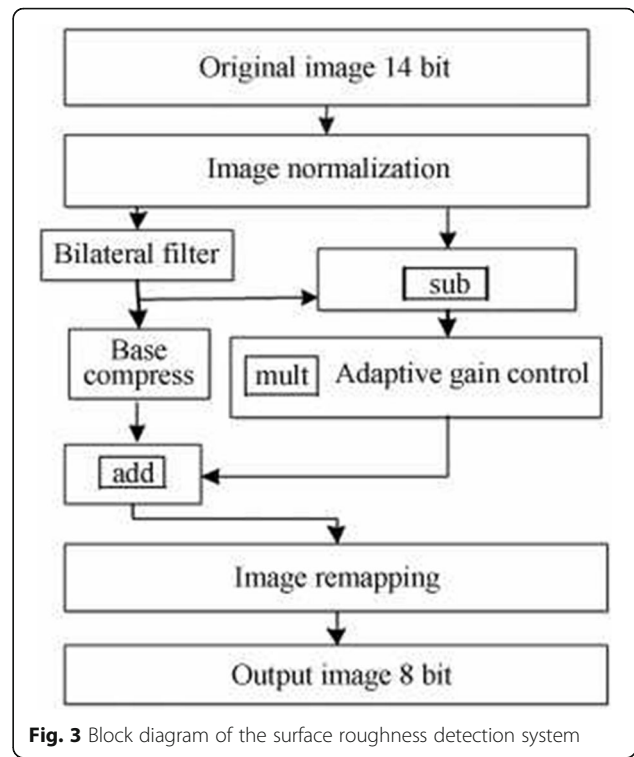 Original image 14 bit
Image normalization
Bilateral filter
sub
Base
compress
mult Adaptive gain control
add
Image remapping
Output image 8 bit
Fig. 3 Block diagram of the surface roughness detection system